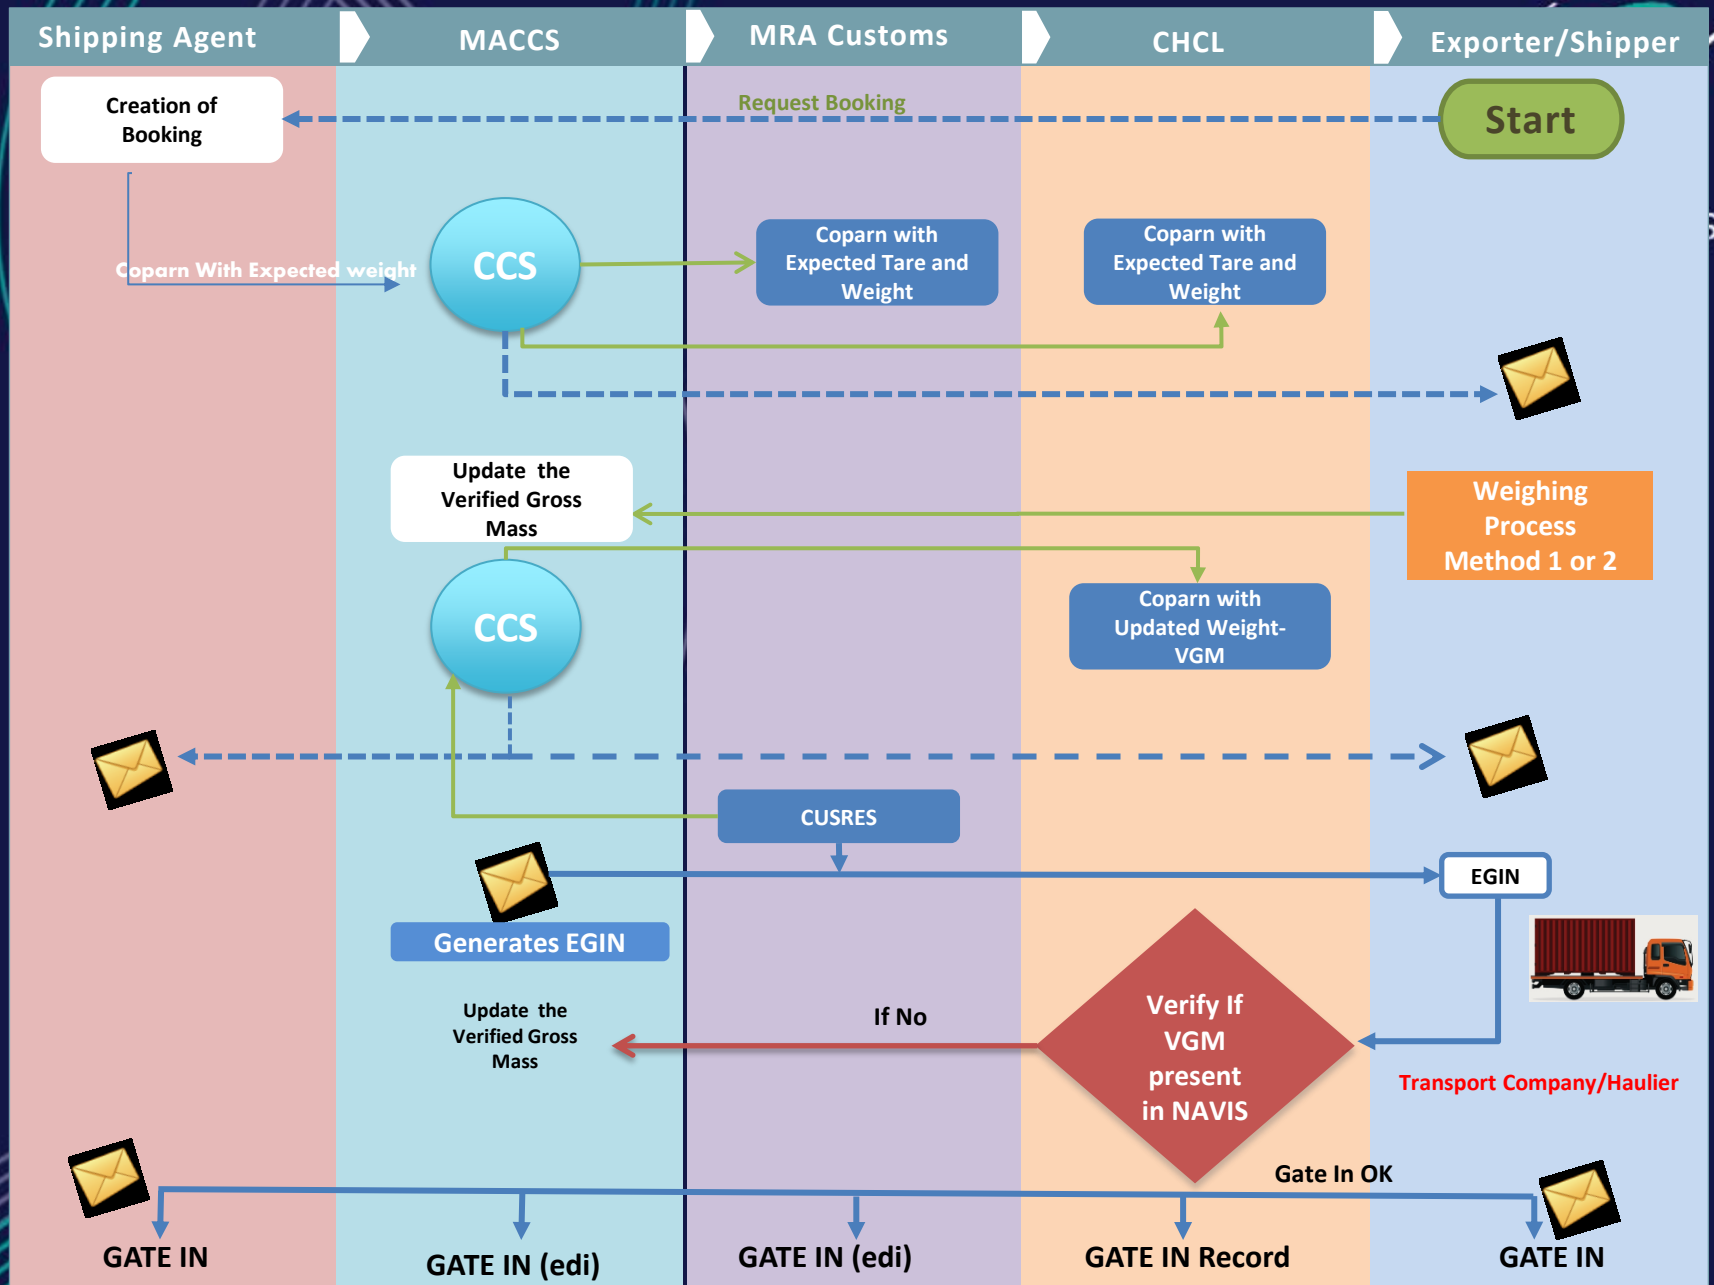 Shipping Agent
MACCS
MRA Customs
CHCL
Exporter/Shipper
Creation of
Booking
Request Booking
Start
Coparn With Expected weight
CCS
Coparn with
Expected Tare and
Weight
Coparn with
Expected Tare and
Weight
Update the
Verified Gross
Mass
Weighing
Process
Method 1 or 2
CCS
Coparn with
Updated Weight-
VGM
CUSRES
EGIN
Generates EGIN
Update the
Verified Gross
Mass
If No
Verify If
VGM
present
in NAVIS
Transport Company/Haulier
Gate In OK
GATE IN
GATE IN (edi)
GATE IN (edi)
GATE IN Record
GATE IN